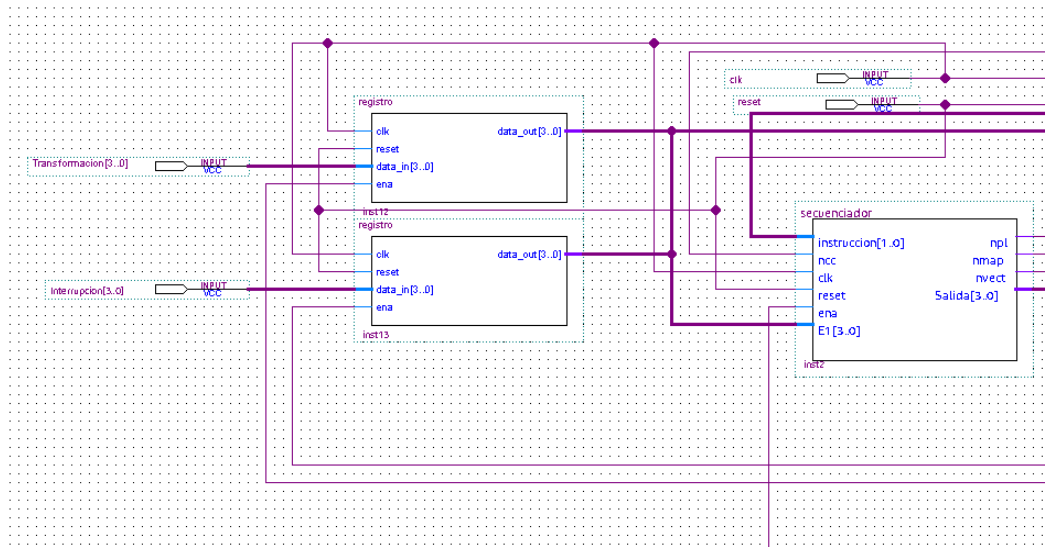 clk
INPUT
VCC
reset
INPUT
VCC
registro
clk
reset
data_in[3..0]
ena
data_out[3..0]
inst12
Transformacion[3..0]
INPUT
VCC
registro
clk
reset
data_in[3..0]
ena
data_out[3..0]
inst13
Interrupcion[3..0]
INPUT
VCC
secuenciador
instruccion[1..0]
ncc
clk
reset
ena
E1[3..0]
npl
nmap
nvect
Salida[3..0]
inst2